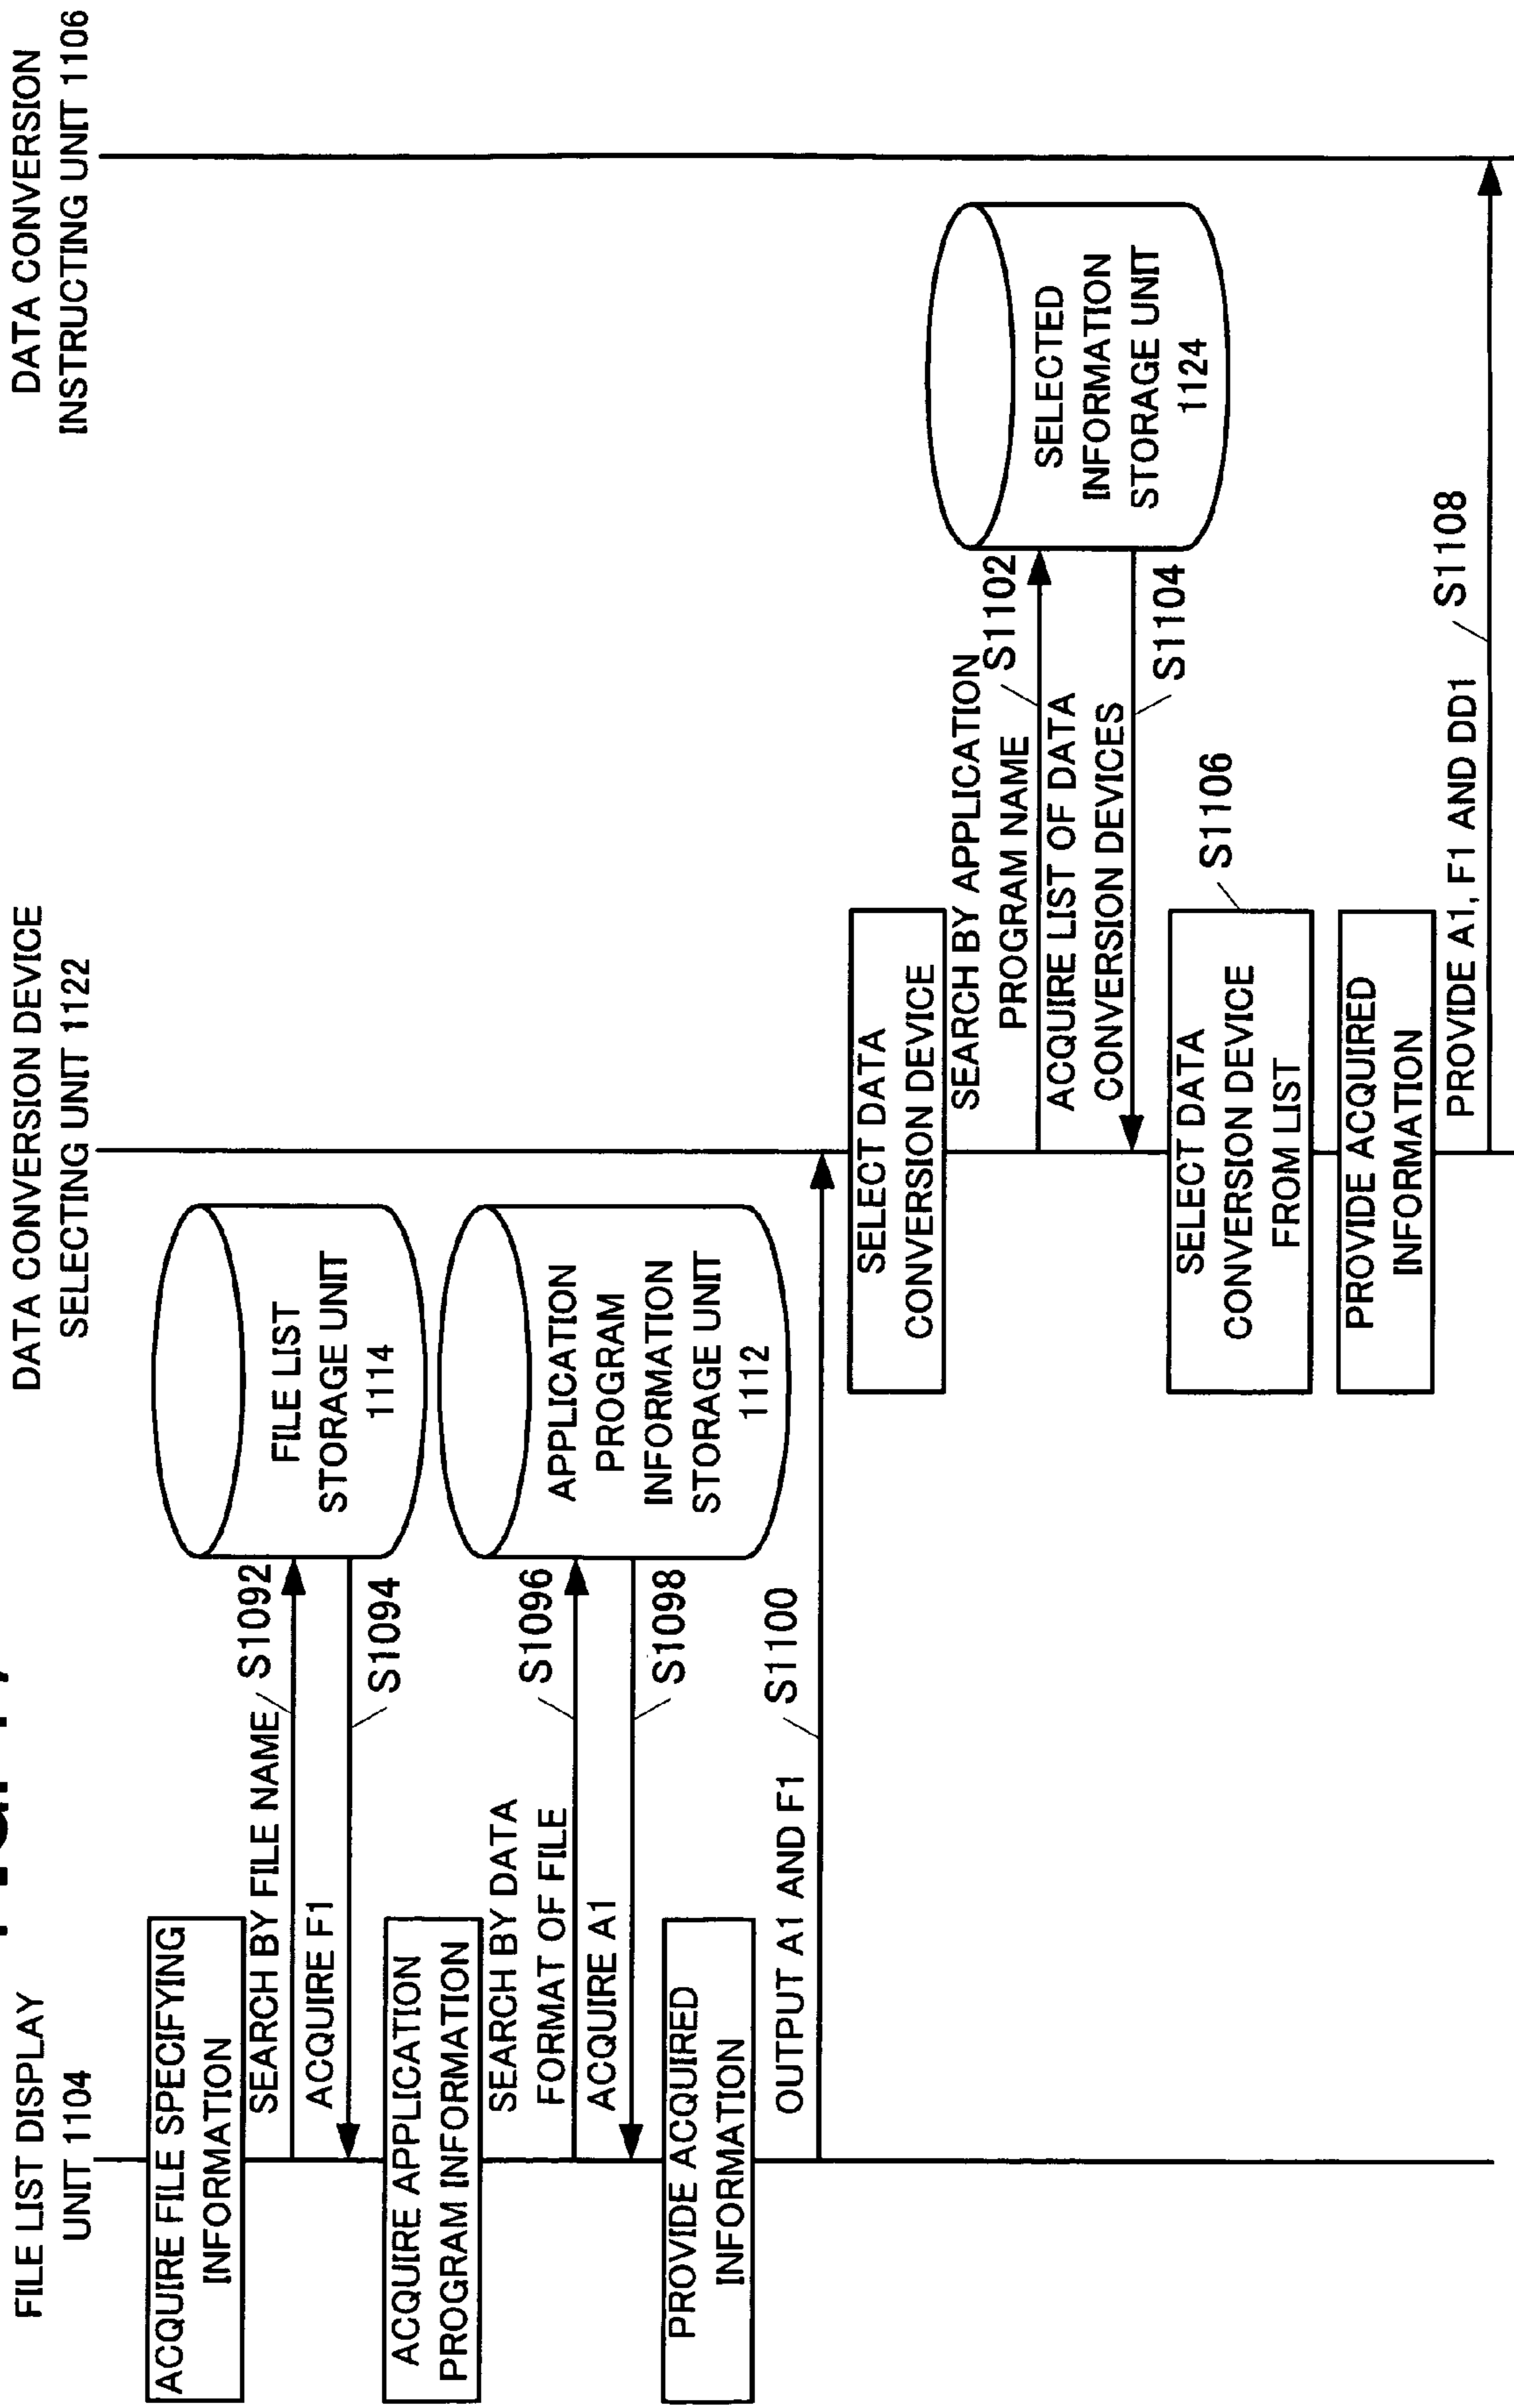 FILE LIST DISPLAY
UNIT 1104
DATA CONVERSION DEVICE
SELECTING UNIT 1122
DATA CONVERSION
INSTRUCTING UNIT 1106
ACQUIRE FILE SPECIFYING
INFORMATION
SEARCH BY FILE NAME
S1092
ACQUIRE F1
S1094
FILE LIST
STORAGE UNIT
1114
ACQUIRE APPLICATION
PROGRAM INFORMATION
SEARCH BY DATA
FORMAT OF FILE
S1096
ACQUIRE A1
S1098
APPLICATION
PROGRAM
INFORMATION
STORAGE UNIT
1112
PROVIDE ACQUIRED
INFORMATION
OUTPUT A1 AND F1
S1100
SELECT DATA
CONVERSION DEVICE
SEARCH BY APPLICATION
PROGRAM NAME
S1102
ACQUIRE LIST OF DATA
CONVERSION DEVICES
S1104
SELECTED
INFORMATION
STORAGE UNIT
1124
SELECT DATA
CONVERSION DEVICE
FROM LIST
S1106
PROVIDE ACQUIRED
INFORMATION
PROVIDE A1, F1 AND DD1
S1108